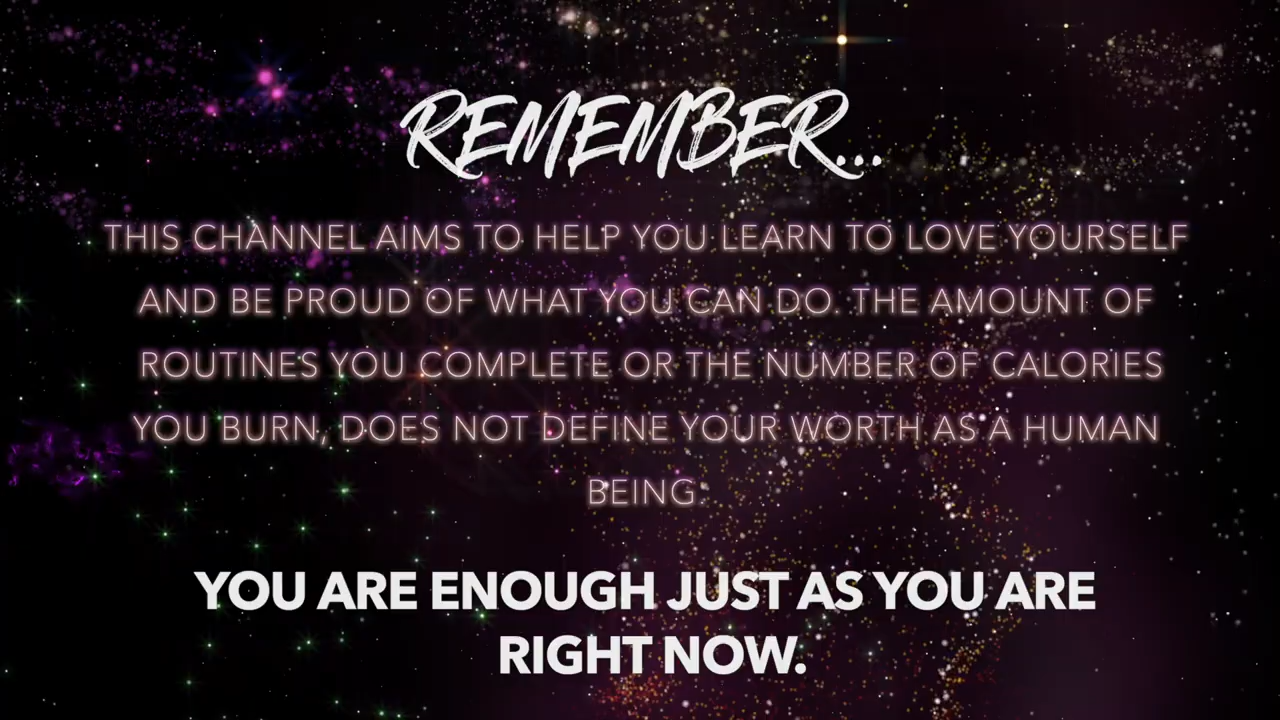 REMEMBER...
THIS CHANNEL AIMS TO HELP YOU LEARN TO LOVE YOURSELF
AND BE PROUD OF WHAT YOU CAN DO. THE AMOUNT OF
ROUTINES YOU COMPLETE OR THE NUMBER OF CALORIES
YOU BURN, DOES NOT DEFINE YOUR WORTH AS A HUMAN
BEING.
YOU ARE ENOUGH JUST AS YOU ARE
RIGHT NOW.